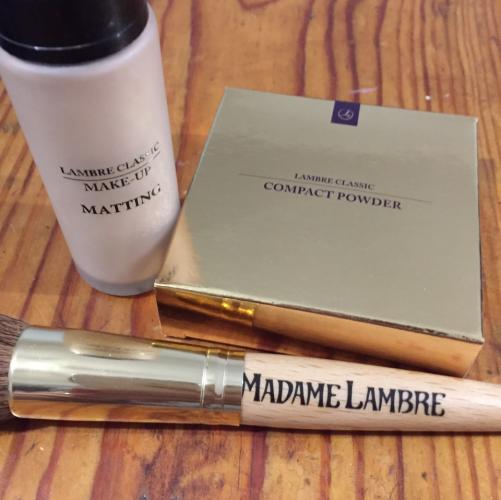 LAMBRE CLASSIC
MAKE-UP
MATTING
LAMBRE CLASSIC
COMPACT POWDER
MADAME LAMBRE